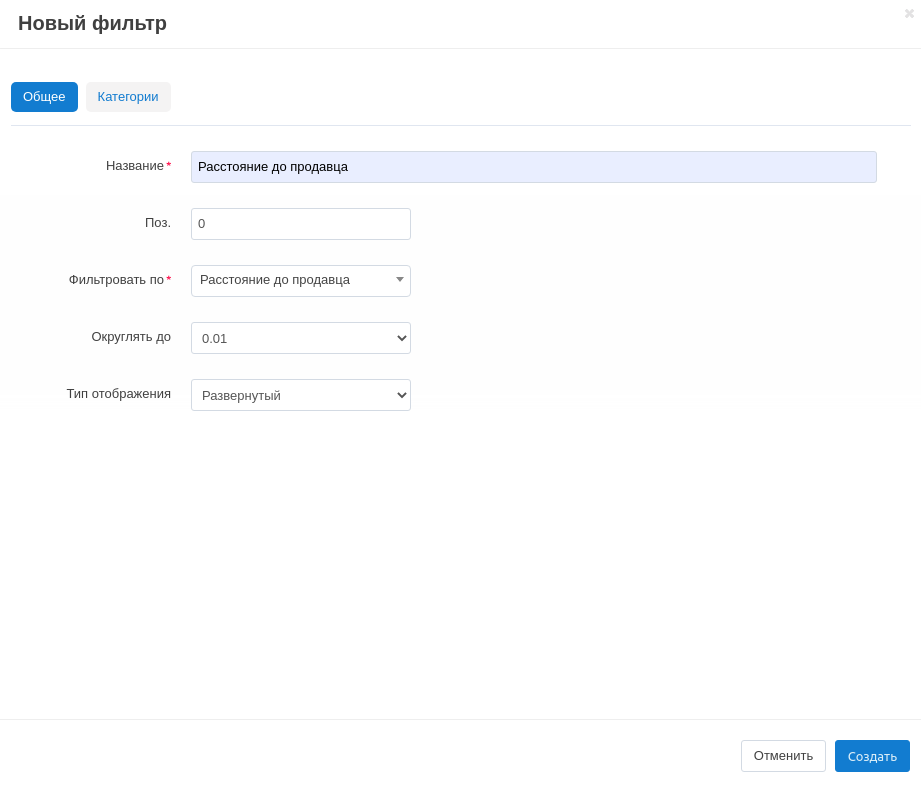 Новый фильтр
Общее Категории
Название* Расстояние до продавца
Поз. 0
Фильтровать по* Расстояние до продавца
Округлять до 0.01
Тип отображения Развернутый
Отменить Создать